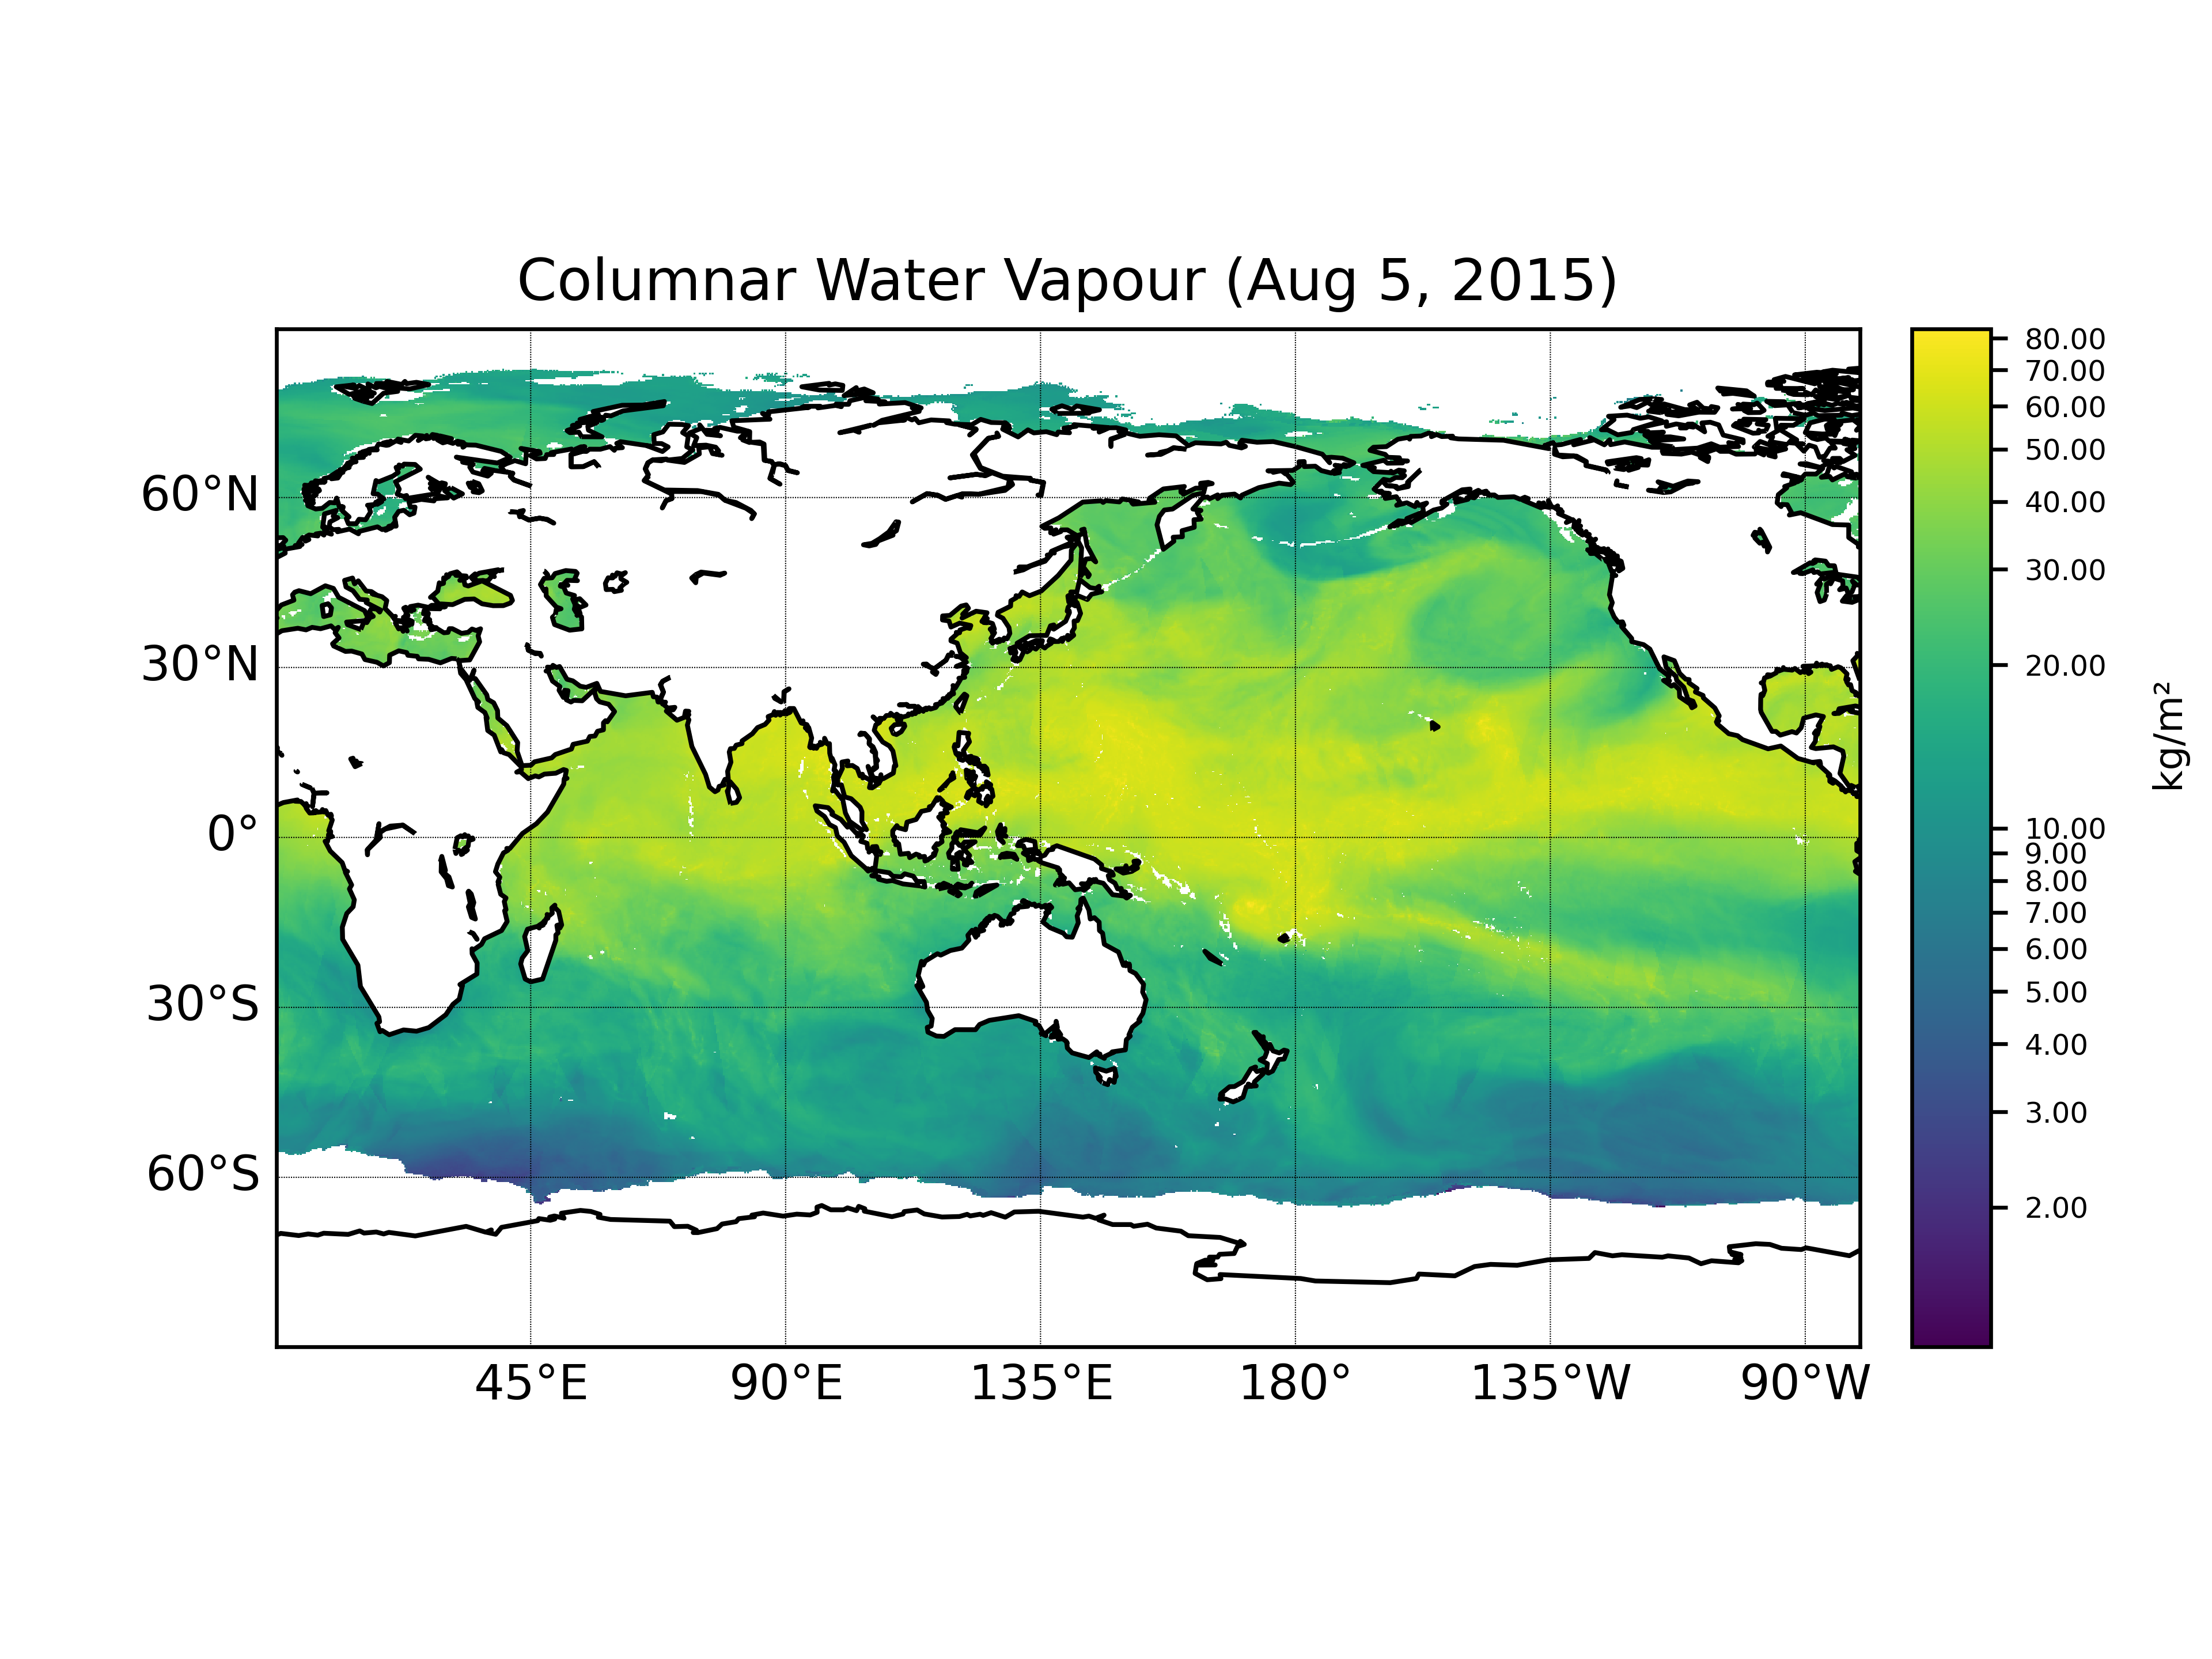 Columnar Water Vapour (Aug 5, 2015)
60°N
30°N
0°
30°S
60°S
45°E
90°E
135°E
180°
135°W
90°W
80.00
70.00
60.00
50.00
40.00
30.00
20.00
10.00
9.00
8.00
7.00
6.00
5.00
4.00
3.00
2.00
kg/m²